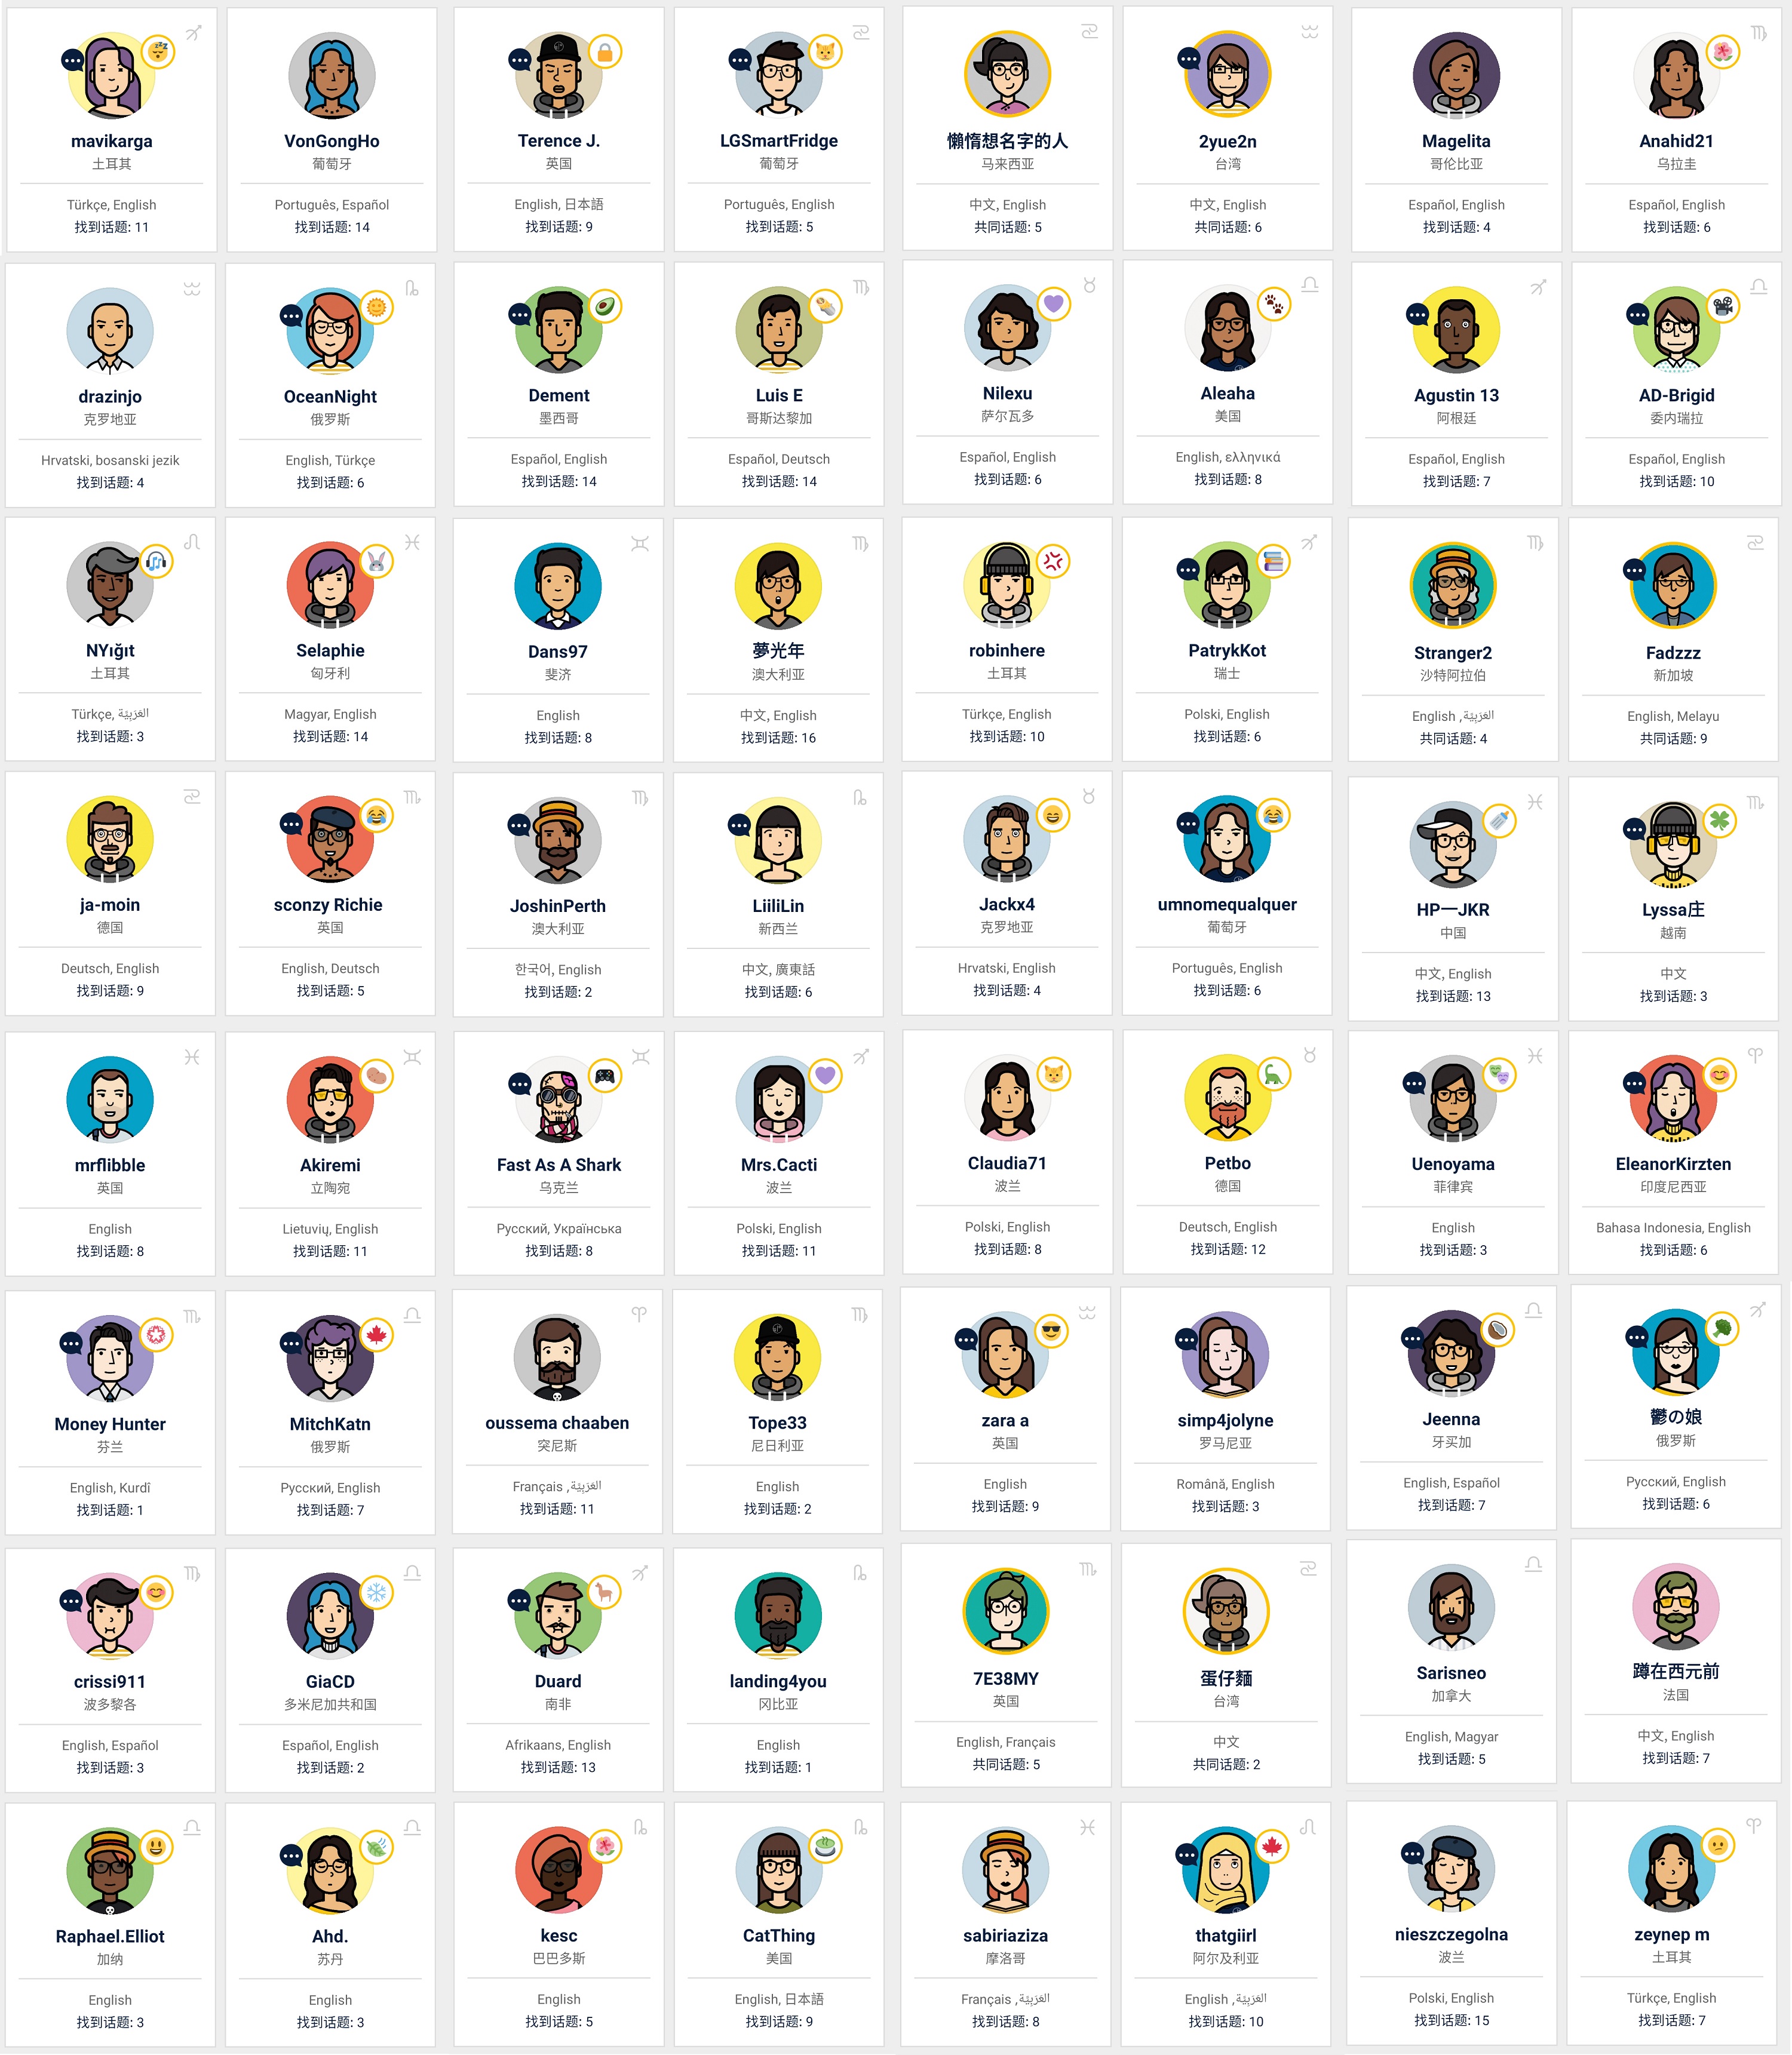 mavikarga
土耳其
Türkçe, English
找到话题: 11
VonGongHo
葡萄牙
Português, Español
找到话题: 14
Terence J.
英国
English, 日本語
找到话题: 9
LGSmartFridge
葡萄牙
Português, English
找到话题: 5
懶惰想名字的人
马来西亚
中文, English
共同话题: 5
2yue2n
台湾
中文, English
共同话题: 6
Magelita
哥伦比亚
Español, English
找到话题: 4
Anahid21
乌拉圭
Español, English
找到话题: 6
drazinjo
克罗地亚
Hrvatski, bosanski jezik
找到话题: 4
OceanNight
俄罗斯
English, Türkçe
找到话题: 6
Dement
墨西哥
Español, English
找到话题: 14
Luis E
哥斯达黎加
Español, Deutsch
找到话题: 14
Nilexu
萨尔瓦多
Español, English
找到话题: 6
Aleaha
美国
English, ελληνικά
找到话题: 8
Agustin 13
阿根廷
Español, English
找到话题: 7
AD-Brigid
委内瑞拉
Español, English
找到话题: 10
NYığıt
土耳其
Türkçe, العَرَبِيَّة
找到话题: 3
Selaphie
匈牙利
Magyar, English
找到话题: 14
Dans97
斐济
English
找到话题: 8
夢光年
澳大利亚
中文, English
找到话题: 16
robinhere
土耳其
Türkçe, English
找到话题: 10
PatrykKot
瑞士
Polski, English
找到话题: 6
Stranger2
沙特阿拉伯
العَرَبِيَّة, English
共同话题: 4
Fadzzz
新加坡
English, Melayu
共同话题: 9
ja-moin
德国
Deutsch, English
找到话题: 9
sconzy Richie
英国
English, Deutsch
找到话题: 5
JoshinPerth
澳大利亚
한국어, English
找到话题: 2
LiiliLin
新西兰
中文, 廣東話
找到话题: 6
Jackx4
克罗地亚
Hrvatski, English
找到话题: 4
umnomequalquer
葡萄牙
Português, English
找到话题: 6
HP一JKR
中国
中文, English
找到话题: 13
Lyssa庄
越南
中文
找到话题: 3
mrflibble
英国
English
找到话题: 8
Akiremi
立陶宛
Lietuvių, English
找到话题: 11
Fast As A Shark
乌克兰
Русский, Українська
找到话题: 8
Mrs.Cacti
波兰
Polski, English
找到话题: 11
Claudia71
波兰
Polski, English
找到话题: 8
Petbo
德国
Deutsch, English
找到话题: 12
Uenoyama
菲律宾
English
找到话题: 3
EleanorKirzten
印度尼西亚
Bahasa Indonesia, English
找到话题: 6
Money Hunter
芬兰
English, Kurdî
找到话题: 1
MitchKatn
俄罗斯
Русский, English
找到话题: 7
oussema chaaben
突尼斯
Français, العَرَبِيَّة
找到话题: 11
Tope33
尼日利亚
English
找到话题: 2
zara a
英国
English
找到话题: 9
simp4jolyne
罗马尼亚
Română, English
找到话题: 3
Jeenna
牙买加
English, Español
找到话题: 7
鬱の娘
俄罗斯
Русский, English
找到话题: 6
crissi911
波多黎各
English, Español
找到话题: 3
GiaCD
多米尼加共和国
Español, English
找到话题: 2
Duard
南非
Afrikaans, English
找到话题: 13
landing4you
冈比亚
English
找到话题: 1
7E38MY
英国
English, Français
共同话题: 5
蛋仔麵
台湾
中文
共同话题: 2
Sarisneo
加拿大
English, Magyar
找到话题: 5
蹲在西元前
法国
中文, English
找到话题: 7
Raphael.Elliot
加纳
English
找到话题: 3
Ahd.
苏丹
English
找到话题: 3
kesc
巴巴多斯
English
找到话题: 5
CatThing
美国
English, 日本語
找到话题: 9
sabiriaziza
摩洛哥
Français, العَرَبِيَّة
找到话题: 8
thatgiirl
阿尔及利亚
English, العَرَبِيَّة
找到话题: 10
nieszczegolna
波兰
Polski, English
找到话题: 15
zeynep m
土耳其
Türkçe, English
找到话题: 7